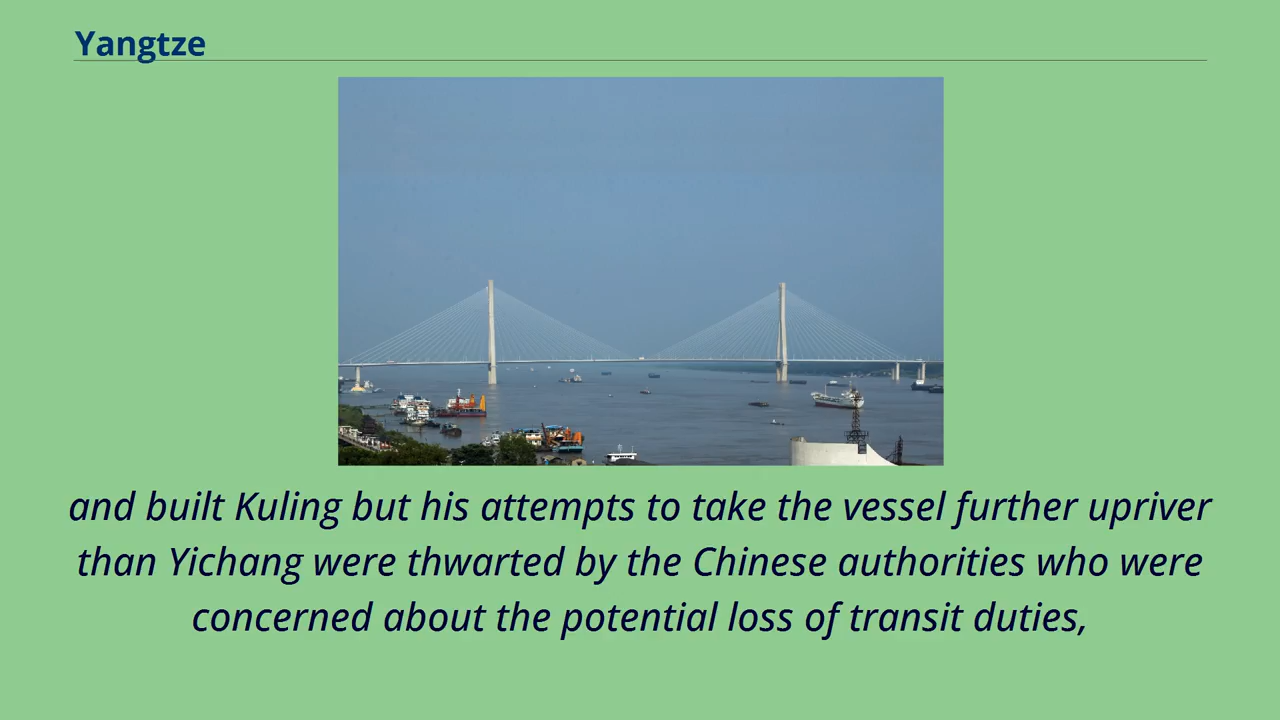 Yangtze
and built Kuling but his attempts to take the vessel further upriver
than Yichang were thwarted by the Chinese authorities who were
concerned about the potential loss of transit duties,